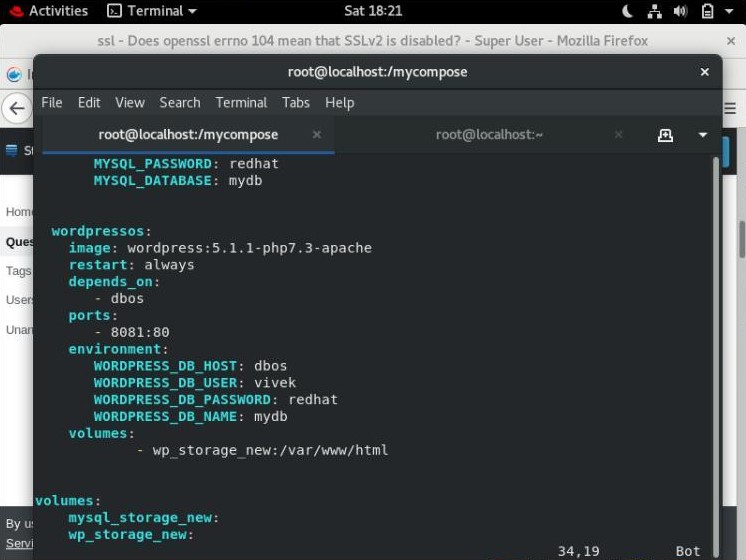 Activities Terminal Sat 18:21
ssl - Does openssl errno 104 mean that SSLv2 is disabled? - Super User - Mozilla Firefox
root@localhost:/mycompose
File Edit View Search Terminal Tabs Help
root@localhost:/mycompose root@localhost:~
MYSQL_PASSWORD: redhat
MYSQL_DATABASE: mydb
wordpressos:
image: wordpress:5.1.1-php7.3-apache
restart: always
depends_on:
- dbos
ports:
- 8081:80
environment:
WORDPRESS_DB_HOST: dbos
WORDPRESS_DB_USER: vivek
WORDPRESS_DB_PASSWORD: redhat
WORDPRESS_DB_NAME: mydb
volumes:
- wp_storage_new:/var/www/html
volumes:
mysql_storage_new:
wp_storage_new:
34,19 Bot
Home
Ques
Tags
Users
Unan
By us
Servi